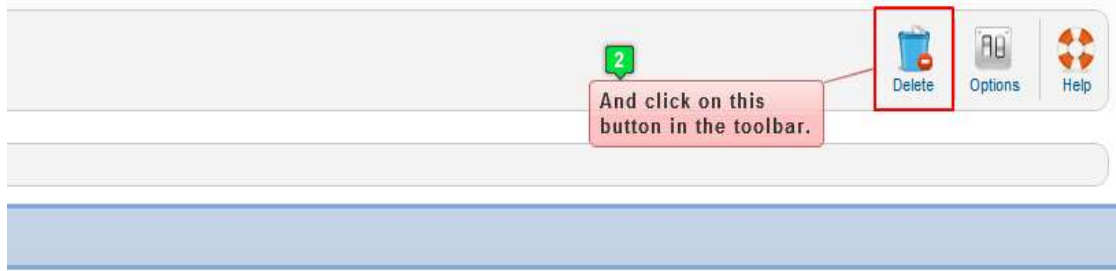 2
And click on this
button in the toolbar.
Delete
Options
Help